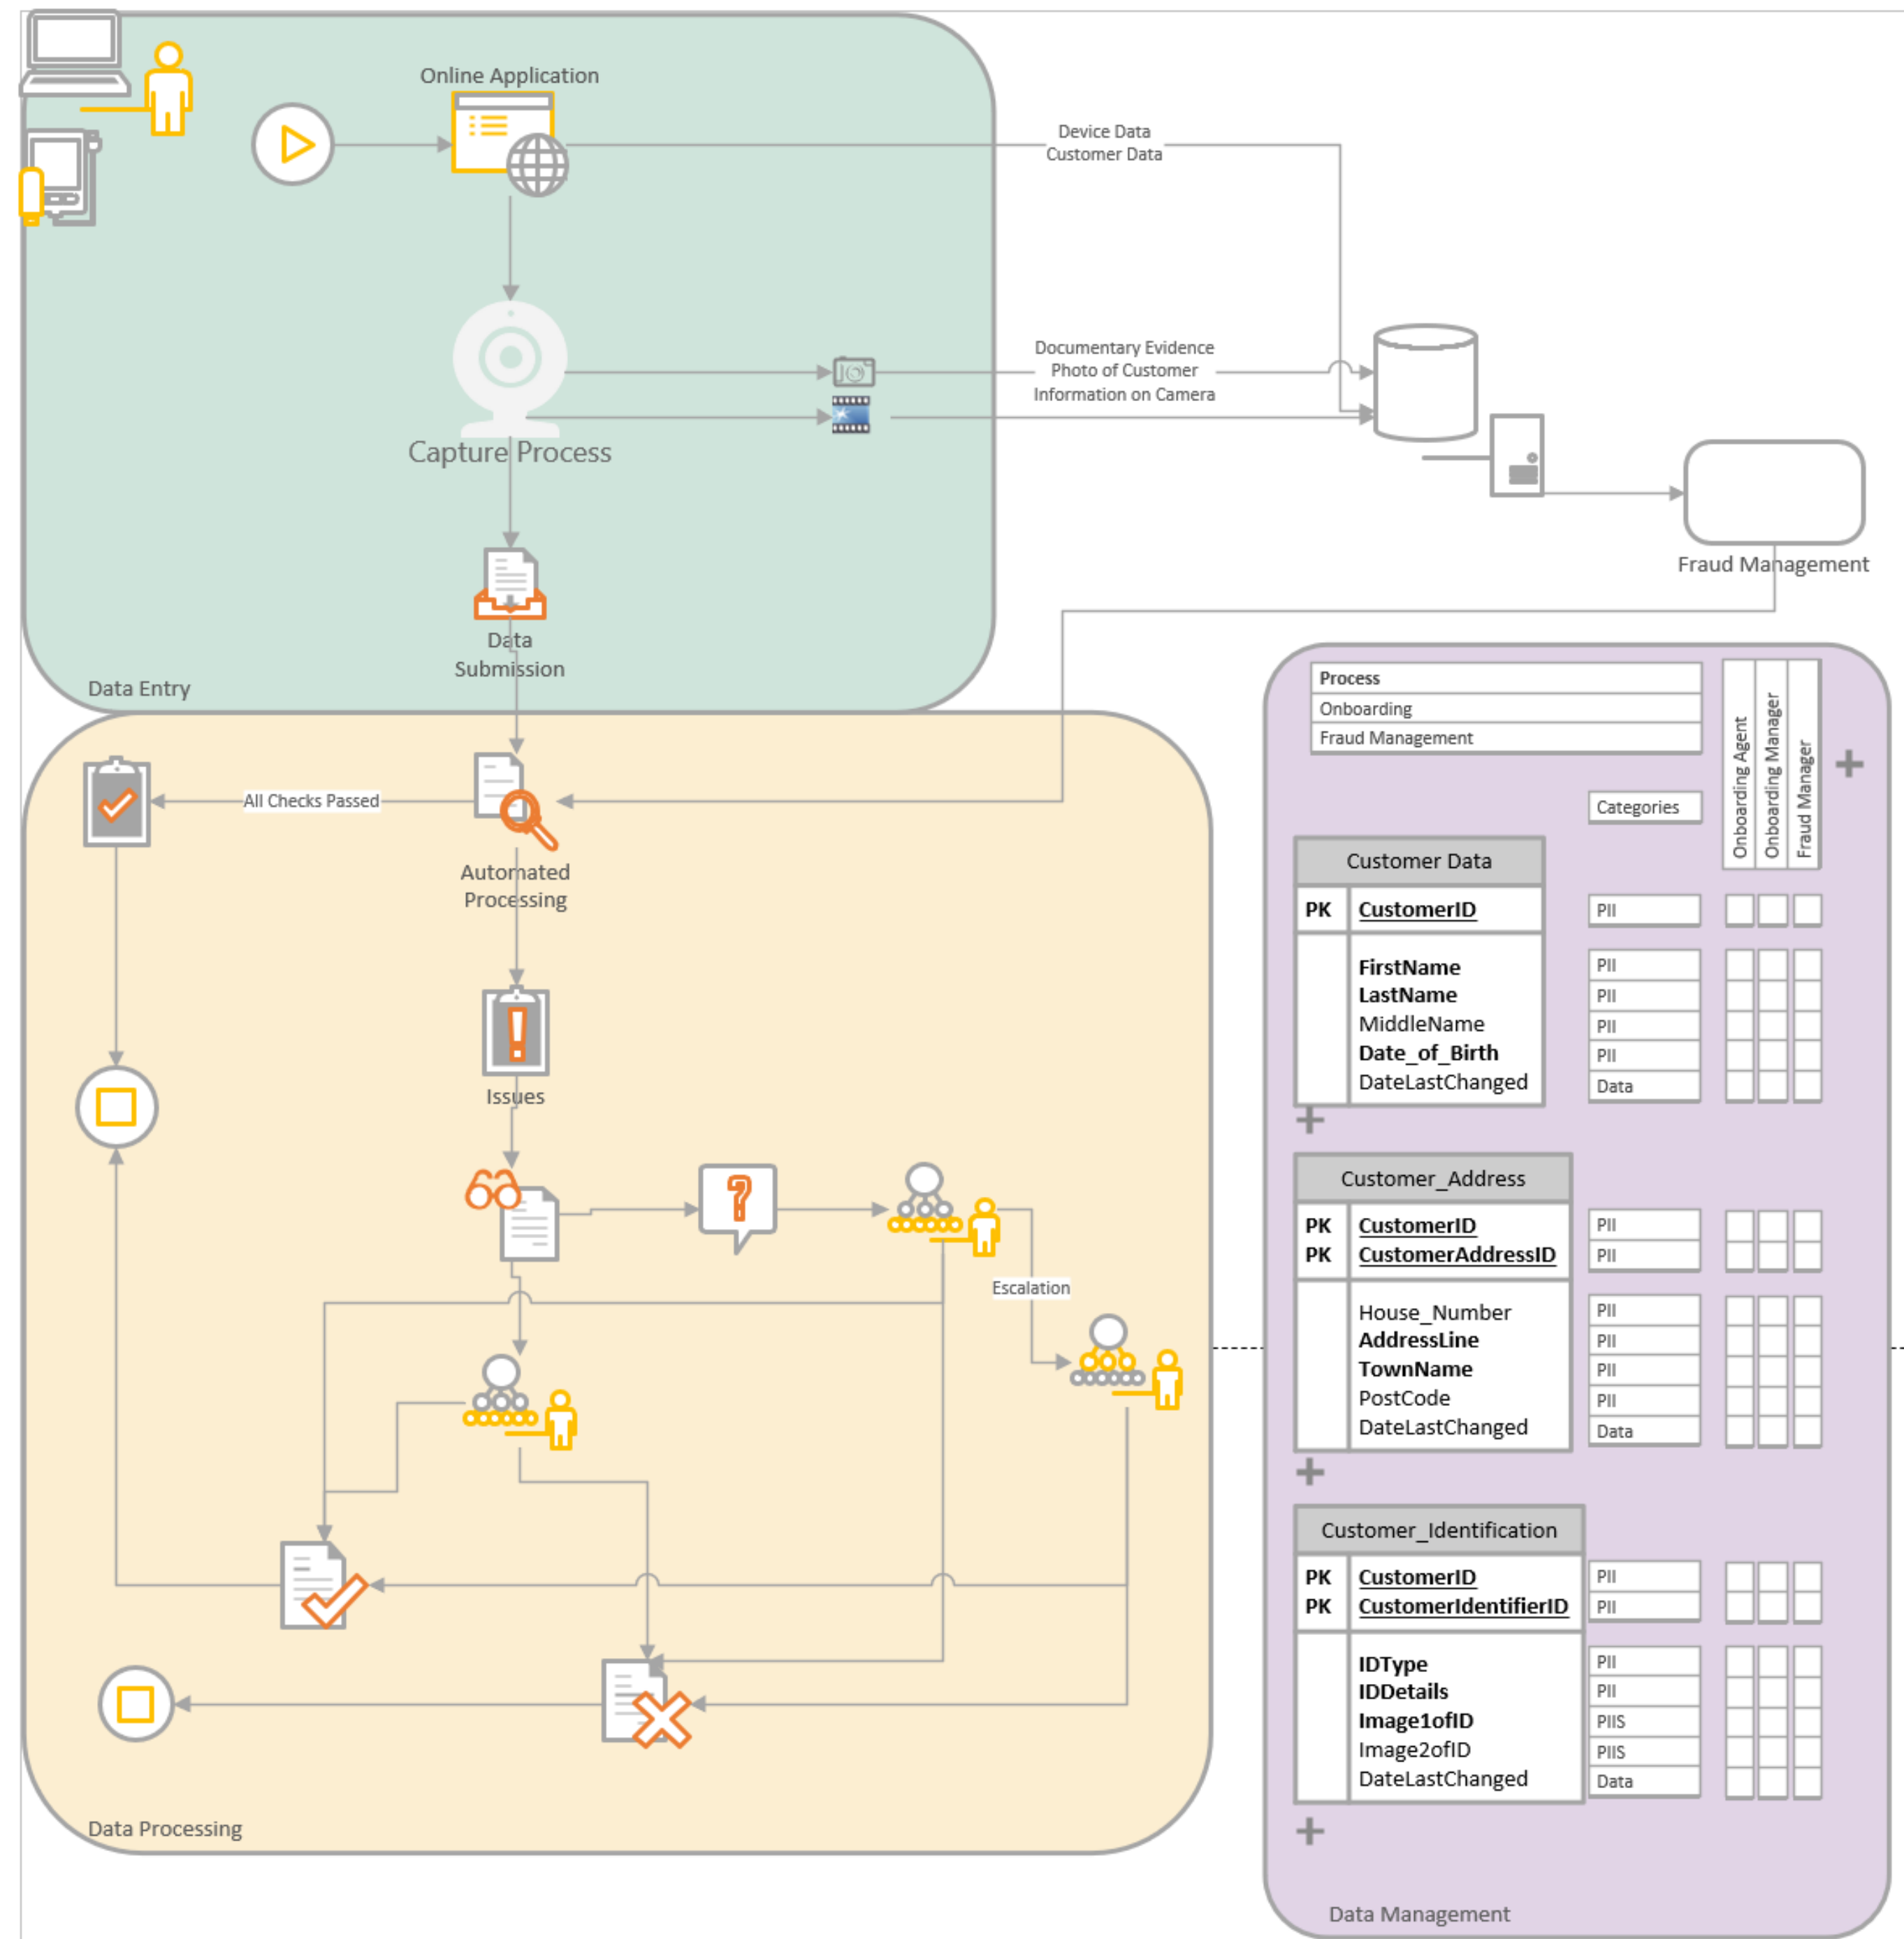 Online Application
Device Data
Customer Data
Documentary Evidence
Photo of Customer
Information on Camera
Capture Process
Fraud Management
Data
Submission
Data Entry
All Checks Passed
Automated
Processing
Issues
Escalation
Data Processing
Process
Onboarding
Fraud Management
Onboarding Agent
Onboarding Manager
Fraud Manager
Categories
Customer Data
PK CustomerID PII
FirstName PII
LastName PII
MiddleName PII
Date_of_Birth PII
DateLastChanged Data
Customer_Address
PK CustomerID PII
PK CustomerAddressID PII
House_Number PII
AddressLine PII
TownName PII
PostCode PII
DateLastChanged Data
Customer_Identification
PK CustomerID PII
PK CustomerIdentifierID PII
IDType PII
IDDetails PII
Image1ofID PIIS
Image2ofID PIIS
DateLastChanged Data
Data Management